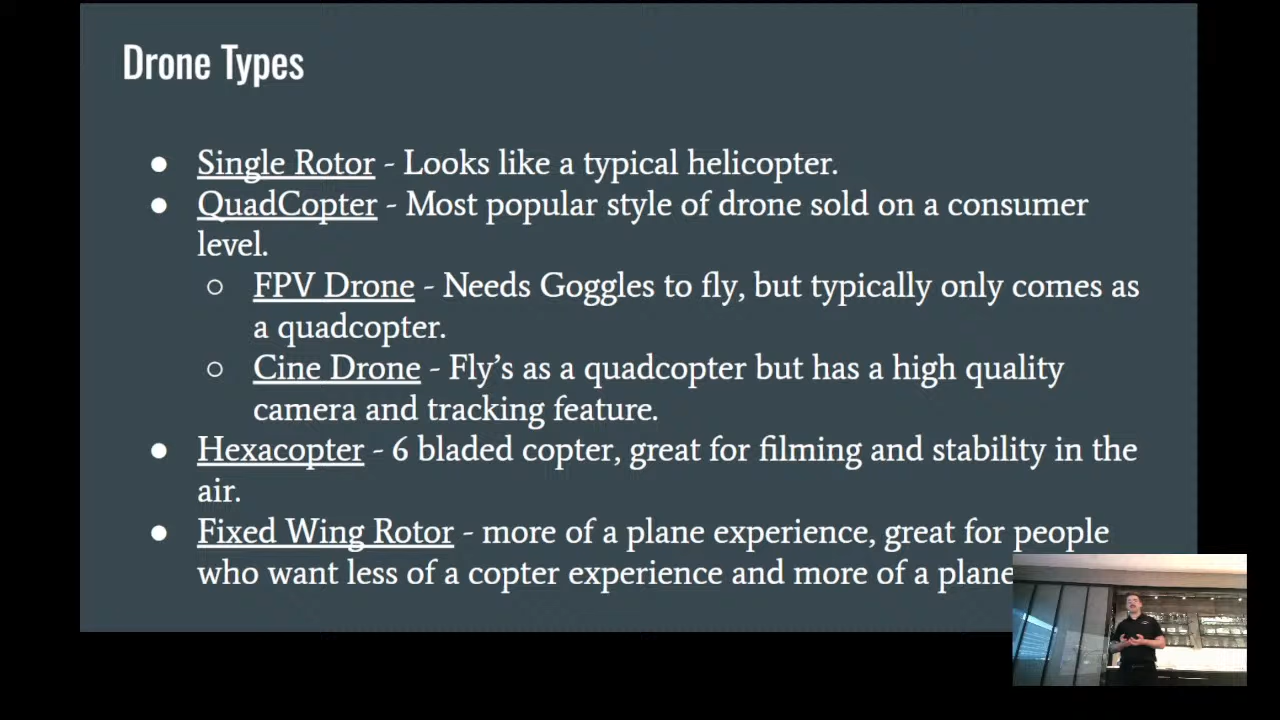 Drone Types
● Single Rotor - Looks like a typical helicopter.
● QuadCopter - Most popular style of drone sold on a consumer
level.
○ FPV Drone - Needs Goggles to fly, but typically only comes as
a quadcopter.
○ Cine Drone - Fly’s as a quadcopter but has a high quality
camera and tracking feature.
● Hexacopter - 6 bladed copter, great for filming and stability in the
air.
● Fixed Wing Rotor - more of a plane experience, great for people
who want less of a copter experience and more of a plane